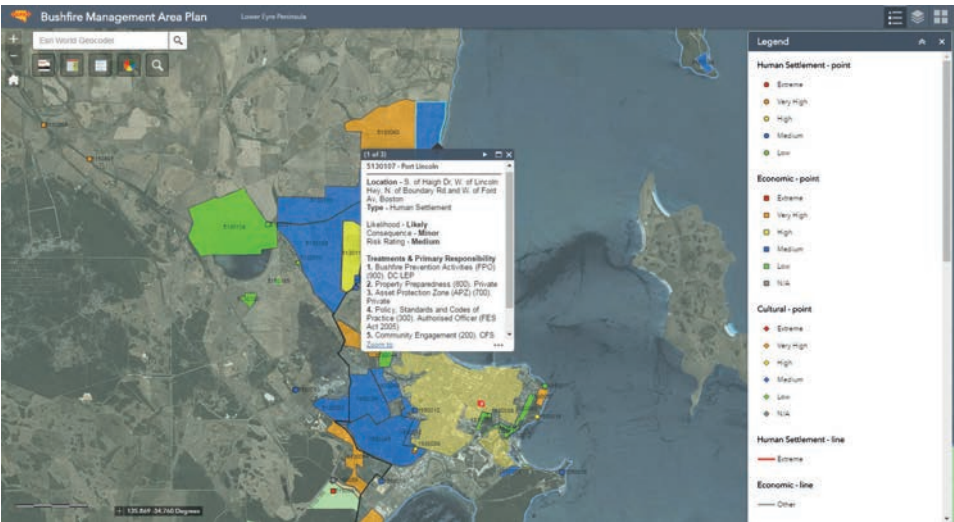 Bushfire Management Area Plan
Lower Eyre Peninsula
Esri World Geocoder
(1 of 3)
5130107 - Port Lincoln
Location - S. of Haigh Dr, W. of Lincoln
Hwy, N. of Boundary Rd and W. of Font
Av, Boston
Type - Human Settlement
Likelihood - Likely
Consequence - Minor
Risk Rating - Medium
Treatments & Primary Responsibility
1. Bushfire Prevention Activities (FPO)
(900). DC LEP
2. Property Preparedness (800). Private
3. Asset Protection Zone (APZ) (700).
Private
4. Policy, Standards and Codes of
Practice (300). Authorised Officer (FES
Act 2005)
5. Community Engagement (200). CFS
Zoom to
135.869 -34.760 Degrees
Legend
Human Settlement - point
Extreme
Very High
High
Medium
Low
Economic - point
Extreme
Very High
High
Medium
Low
N/A
Cultural - point
Extreme
Very High
High
Medium
Low
N/A
Human Settlement - line
Extreme
Economic - line
Other